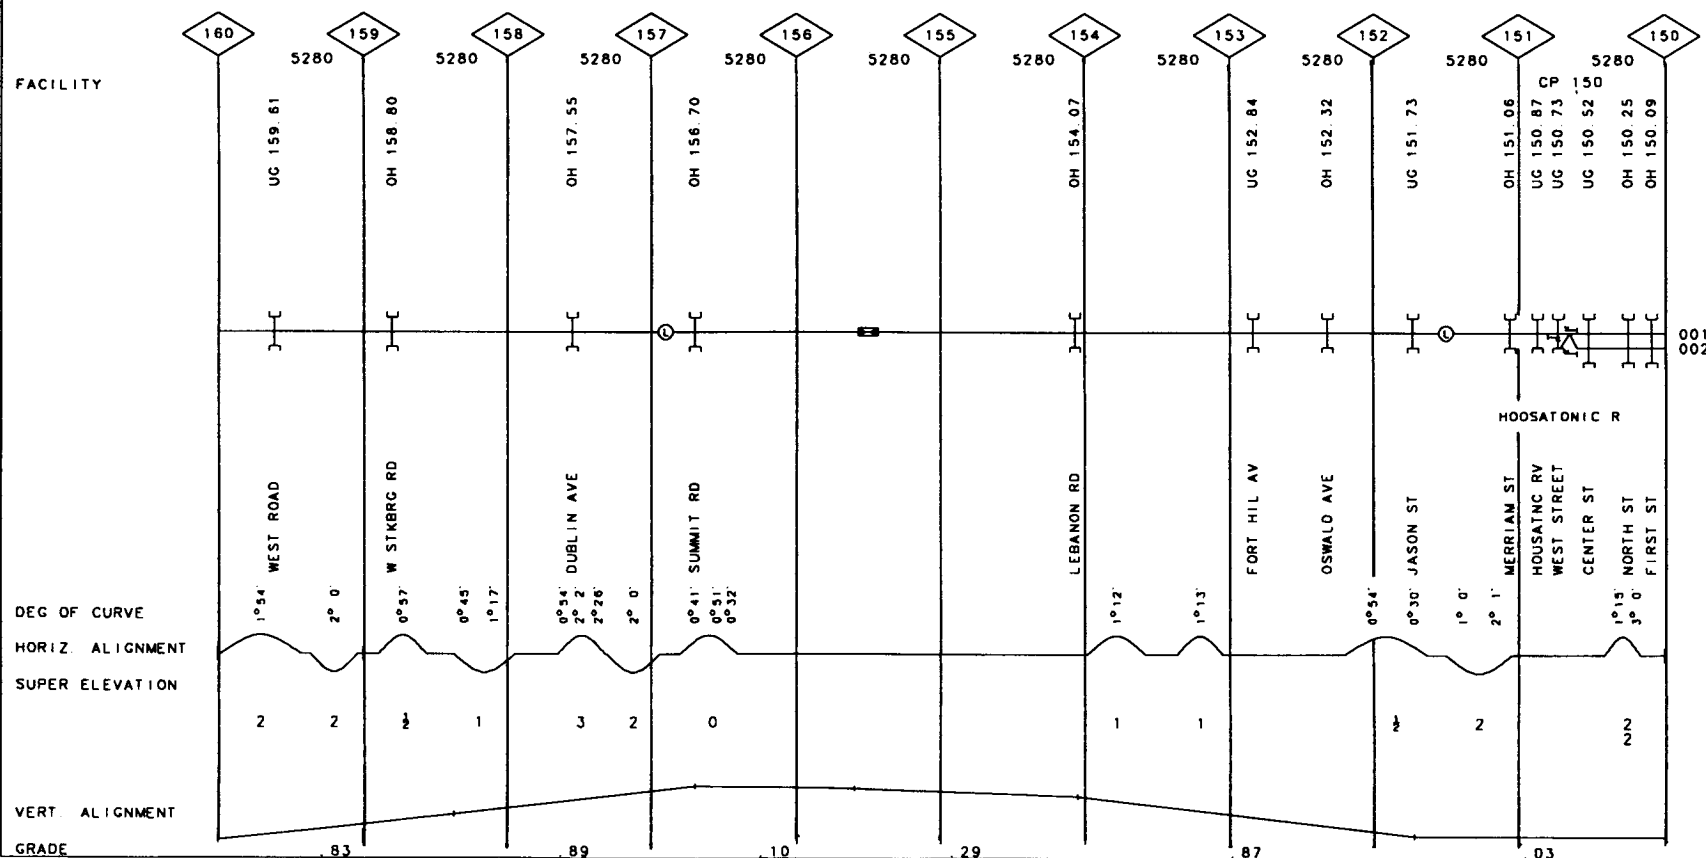 160 159 158 157 156 155 154 153 152 151 150
5280 5280 5280 5280 5280 5280 5280 5280 5280 5280
FACILITY
CP 150
UG 159.61
OH 158.80
OH 157.55
OH 156.70
OH 154.07
UG 152.84
OH 152.32
UG 151.73
OH 151.06
UG 150.87
UG 150.73
UG 150.52
OH 150.25
OH 150.09
L
L
001
002
HOOSATONIC R
WEST ROAD
W STKBRG RD
DUBLIN AVE
SUMMIT RD
LEBANON RD
FORT HIL AV
OSWALD AVE
JASON ST
MERRIAM ST
HOUSATNC RV
WEST STREET
CENTER ST
NORTH ST
FIRST ST
DEG OF CURVE
1°54'
2° 0'
0°57'
0°45'
1°17'
0°54'
2° 2'
2°26'
2° 0'
0°41'
0°51'
0°32'
1°12'
1°13'
0°54'
0°30'
1° 0'
2° 1'
1°15'
3° 0'
HORIZ. ALIGNMENT
SUPER ELEVATION
2 2 ½ 1 3 2 0 1 1 ½ 2 2
2
VERT. ALIGNMENT
GRADE .83 .89 .10 .29 .87 .03